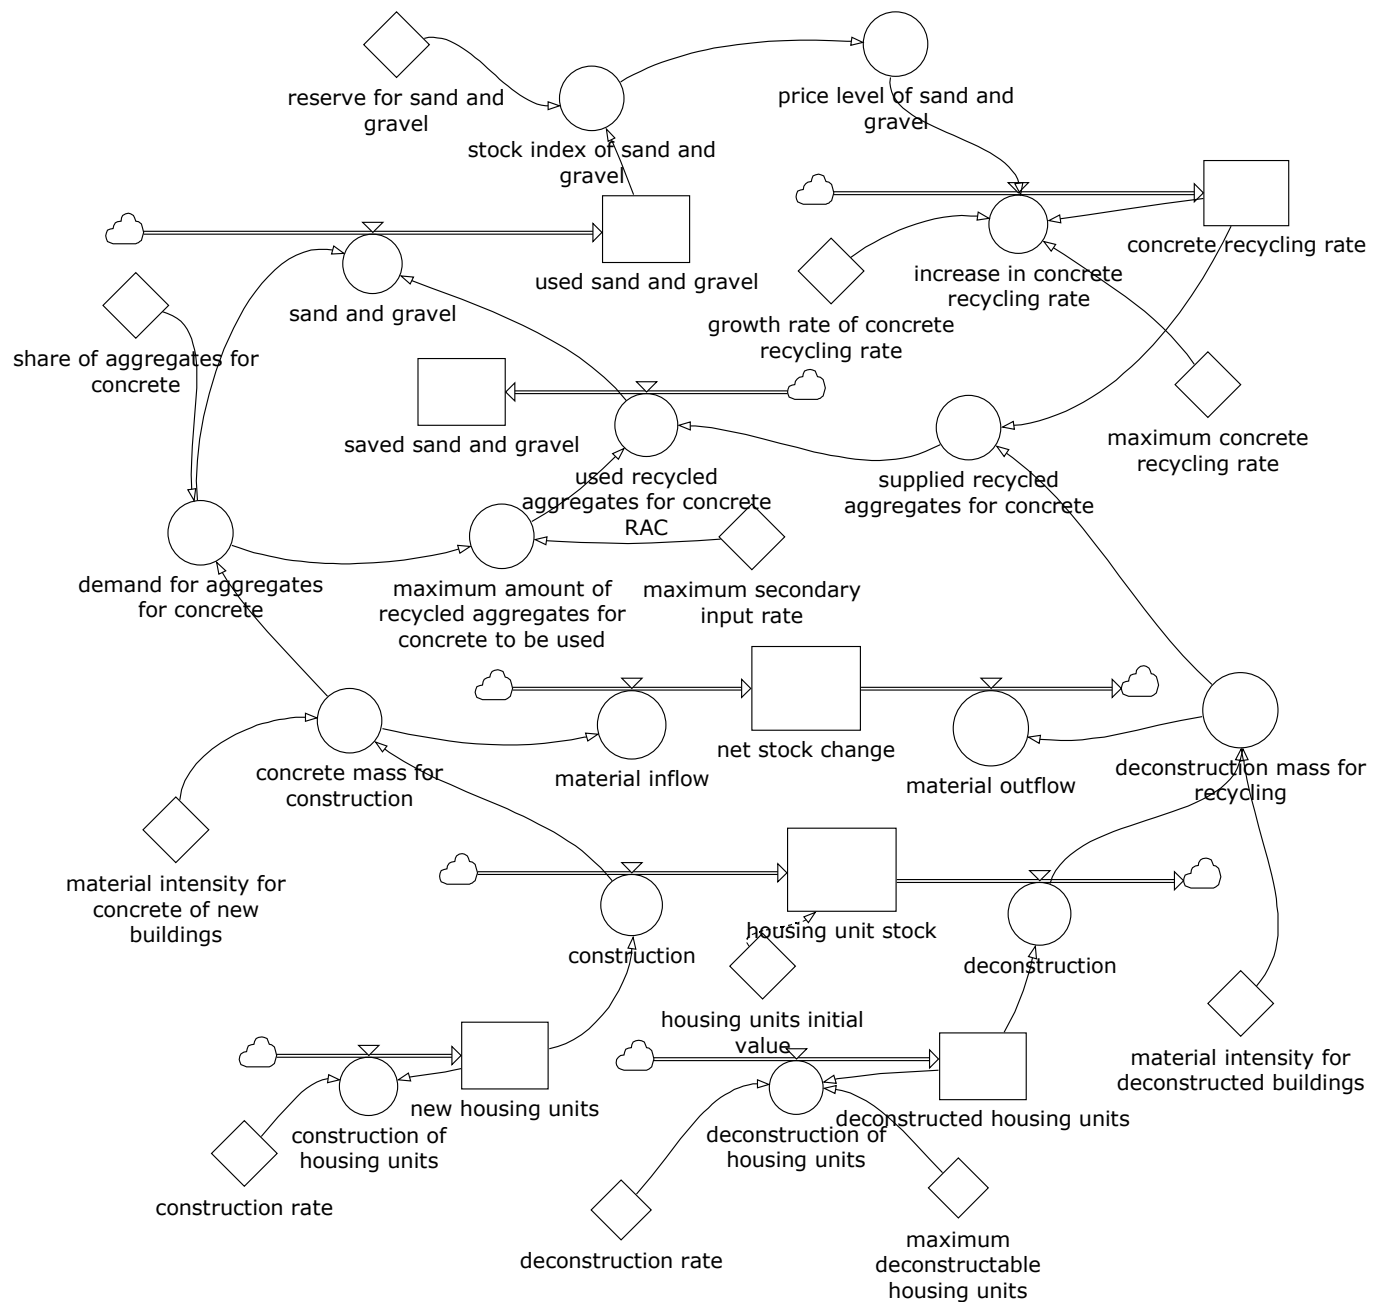 reserve for sand and
gravel
price level of sand and
gravel
stock index of sand and
gravel
concrete recycling rate
used sand and gravel
increase in concrete
recycling rate
sand and gravel
growth rate of concrete
recycling rate
share of aggregates for
concrete
saved sand and gravel
maximum concrete
recycling rate
used recycled
aggregates for concrete
RAC
supplied recycled
aggregates for concrete
demand for aggregates
for concrete
maximum amount of
recycled aggregates for
concrete to be used
maximum secondary
input rate
net stock change
material inflow
material outflow
concrete mass for
construction
deconstruction mass for
recycling
material intensity for
concrete of new
buildings
housing unit stock
construction
deconstruction
housing units initial
value
material intensity for
deconstructed buildings
new housing units
construction of
housing units
deconstructed housing units
deconstruction of
housing units
construction rate
deconstruction rate
maximum
deconstructable
housing units